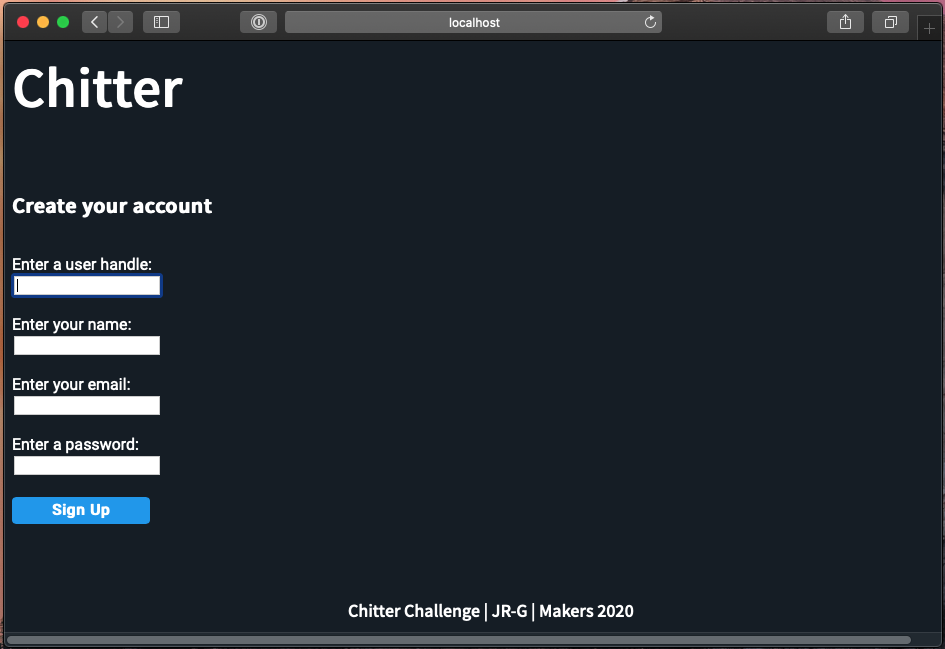 localhost
Chitter
Create your account
Enter a user handle:
Enter your name:
Enter your email:
Enter a password:
Sign Up
Chitter Challenge | JR-G | Makers 2020